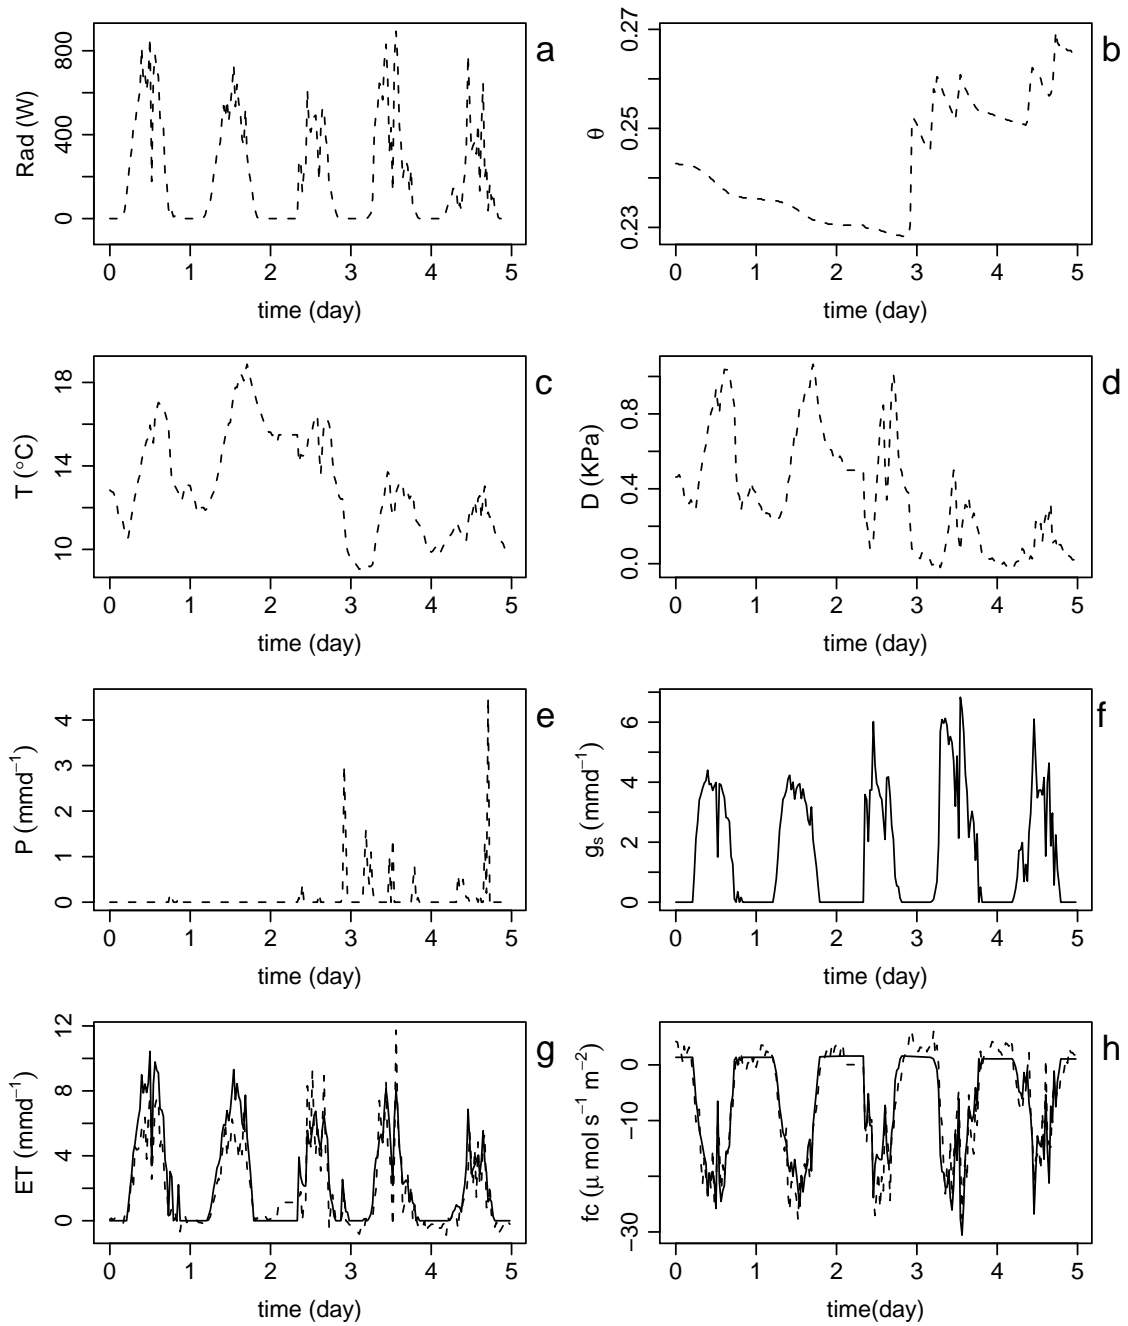 a
Rad (W)
0 400 800
0 1 2 3 4 5
time (day)
b
θ
0.23 0.25 0.27
0 1 2 3 4 5
time (day)
c
T (°C)
10 14 18
0 1 2 3 4 5
time (day)
d
D (KPa)
0.0 0.4 0.8
0 1 2 3 4 5
time (day)
e
P (mmd⁻¹)
0 1 2 3 4
0 1 2 3 4 5
time (day)
f
gₛ (mmd⁻¹)
0 2 4 6
0 1 2 3 4 5
time (day)
g
ET (mmd⁻¹)
0 4 8 12
0 1 2 3 4 5
time (day)
h
fc (μ mol s⁻¹ m⁻²)
−30 −10 0
0 1 2 3 4 5
time(day)